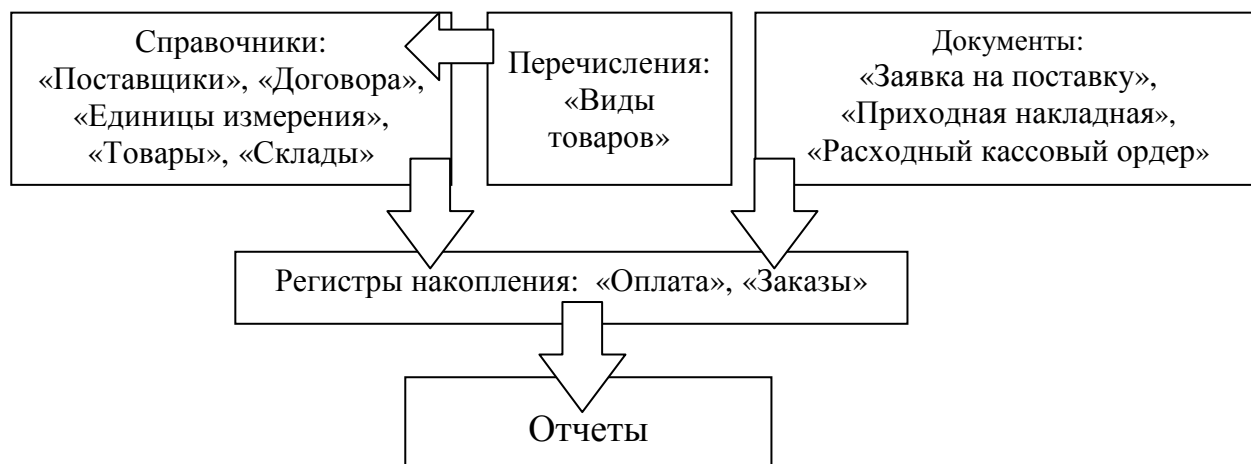 Справочники:
«Поставщики», «Договора»,
«Единицы измерения»,
«Товары», «Склады»
Перечисления:
«Виды
товаров»
Документы:
«Заявка на поставку»,
«Приходная накладная»,
«Расходный кассовый ордер»
Регистры накопления: «Оплата», «Заказы»
Отчеты